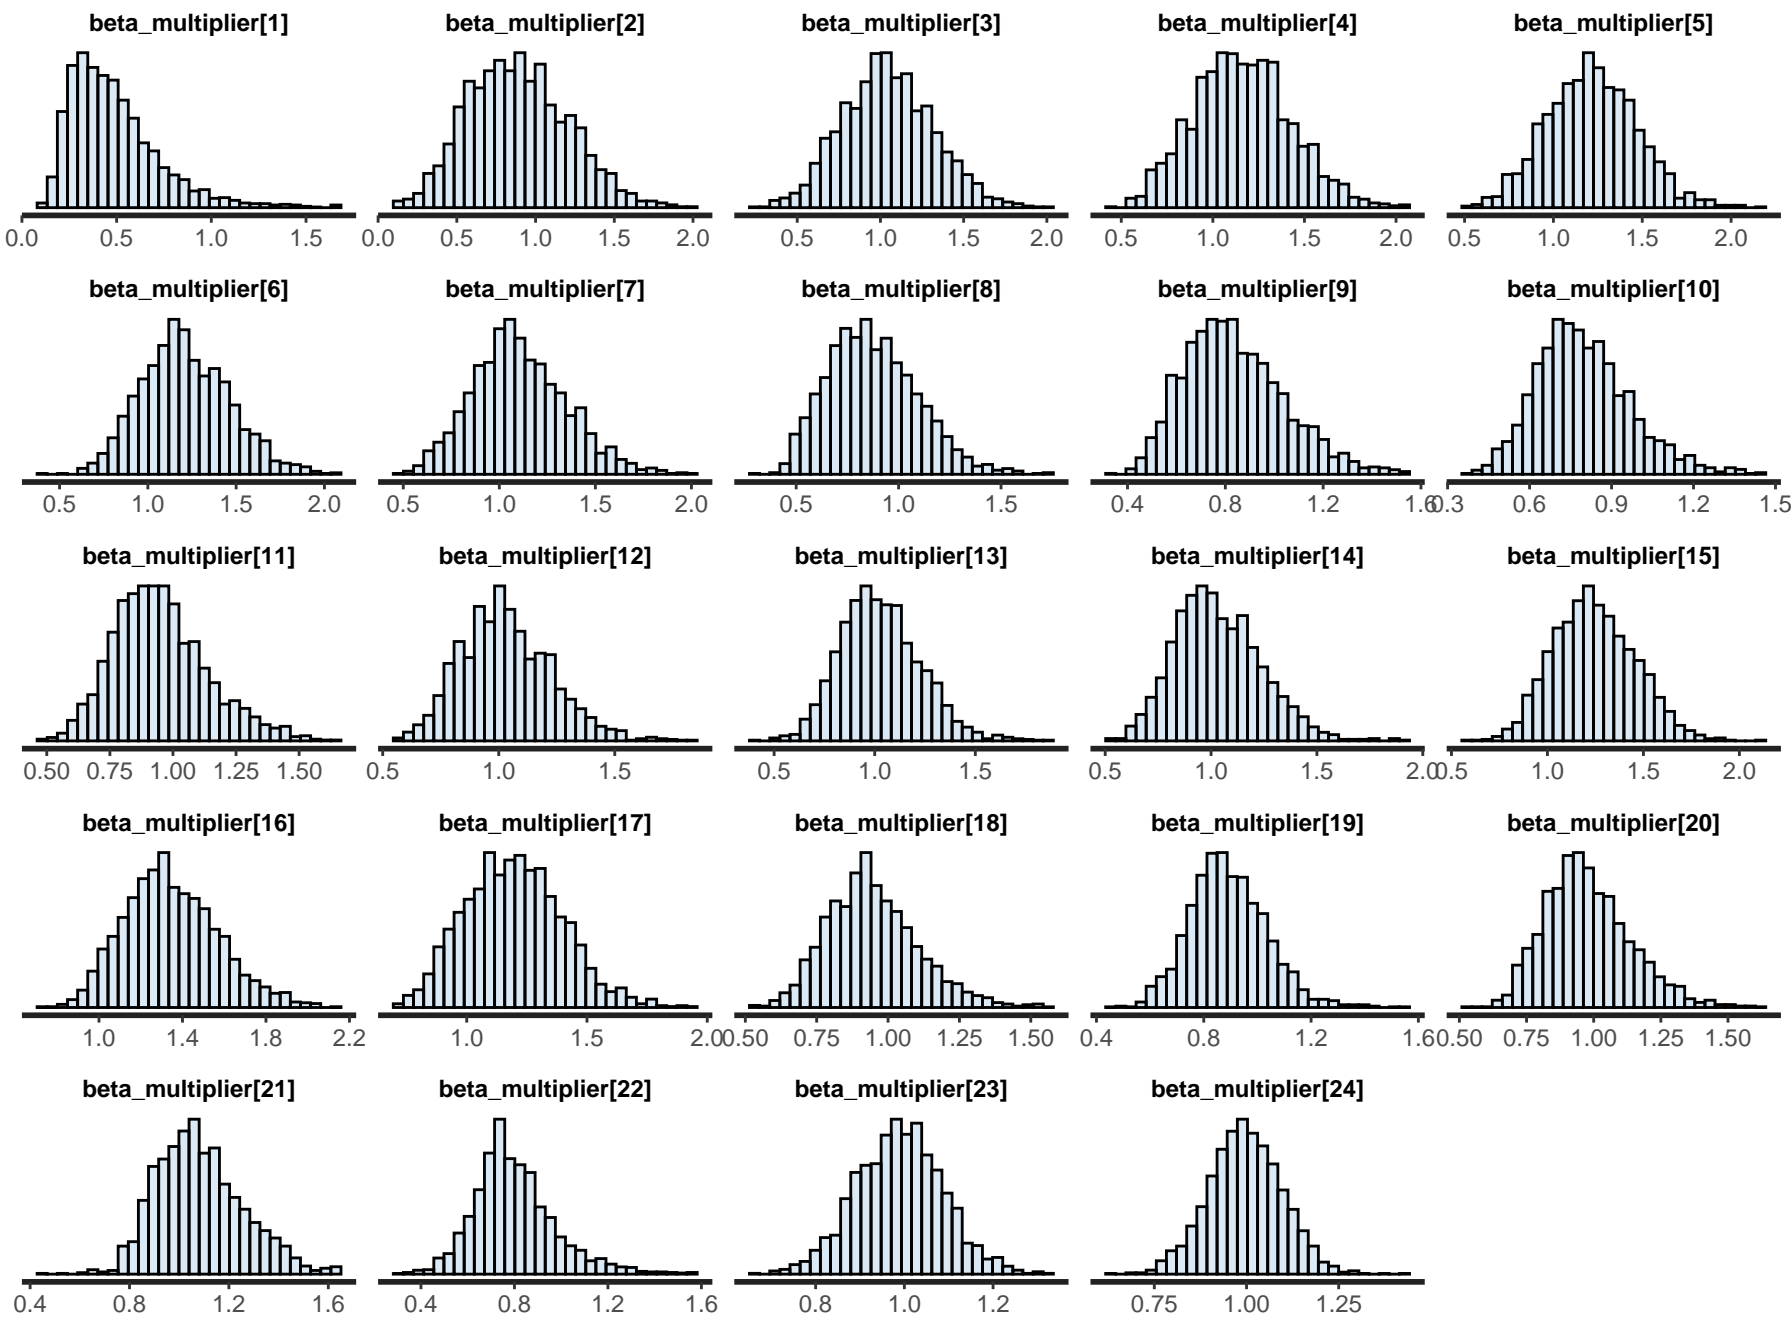 beta_multiplier[1] beta_multiplier[2] beta_multiplier[3] beta_multiplier[4] beta_multiplier[5]
0.0 0.5 1.0 1.5 0.0 0.5 1.0 1.5 2.0 0.5 1.0 1.5 2.0 0.5 1.0 1.5 2.0 0.5 1.0 1.5 2.0
beta_multiplier[6] beta_multiplier[7] beta_multiplier[8] beta_multiplier[9] beta_multiplier[10]
0.5 1.0 1.5 2.0 0.5 1.0 1.5 2.0 0.5 1.0 1.5 0.4 0.8 1.2 1.6 0.3 0.6 0.9 1.2 1.5
beta_multiplier[11] beta_multiplier[12] beta_multiplier[13] beta_multiplier[14] beta_multiplier[15]
0.50 0.75 1.00 1.25 1.50 0.5 1.0 1.5 0.5 1.0 1.5 0.5 1.0 1.5 2.0 0.5 1.0 1.5 2.0
beta_multiplier[16] beta_multiplier[17] beta_multiplier[18] beta_multiplier[19] beta_multiplier[20]
1.0 1.4 1.8 2.2 1.0 1.5 2.0 0.50 0.75 1.00 1.25 1.50 0.4 0.8 1.2 1.6 0.50 0.75 1.00 1.25 1.50
beta_multiplier[21] beta_multiplier[22] beta_multiplier[23] beta_multiplier[24]
0.4 0.8 1.2 1.6 0.4 0.8 1.2 1.6 0.8 1.0 1.2 0.75 1.00 1.25